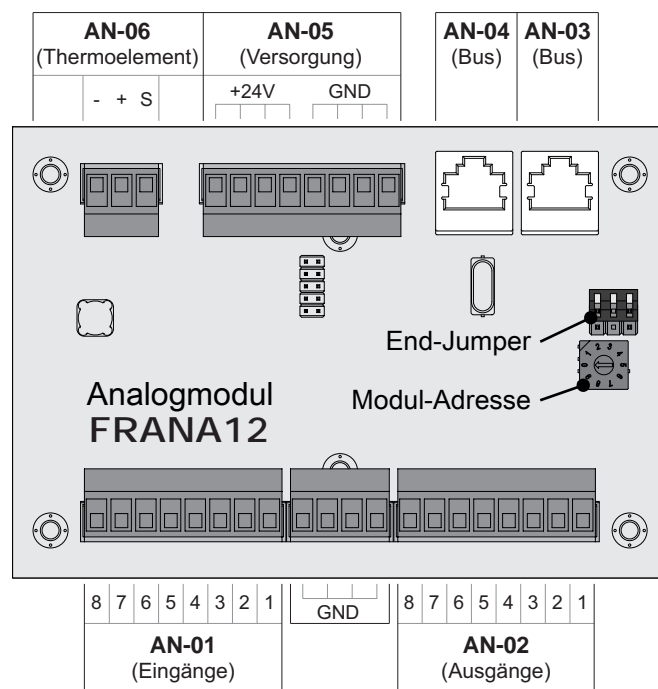 AN-06
(Thermoelement)
AN-05
(Versorgung)
AN-04
(Bus)
AN-03
(Bus)
- + S
+24V
GND
End-Jumper
Modul-Adresse
Analogmodul
FRANA12
8 7 6 5 4 3 2 1
GND
8 7 6 5 4 3 2 1
AN-01
(Eingänge)
AN-02
(Ausgänge)